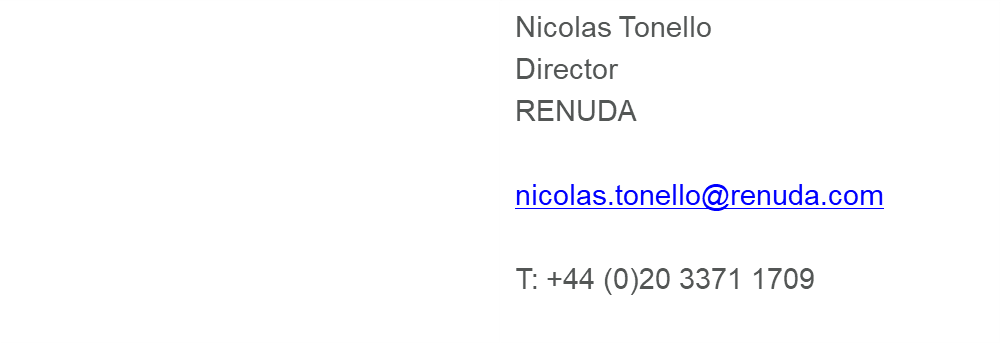 Nicolas Tonello
Director
RENUDA
nicolas.tonello@renuda.com
T: +44 (0)20 3371 1709